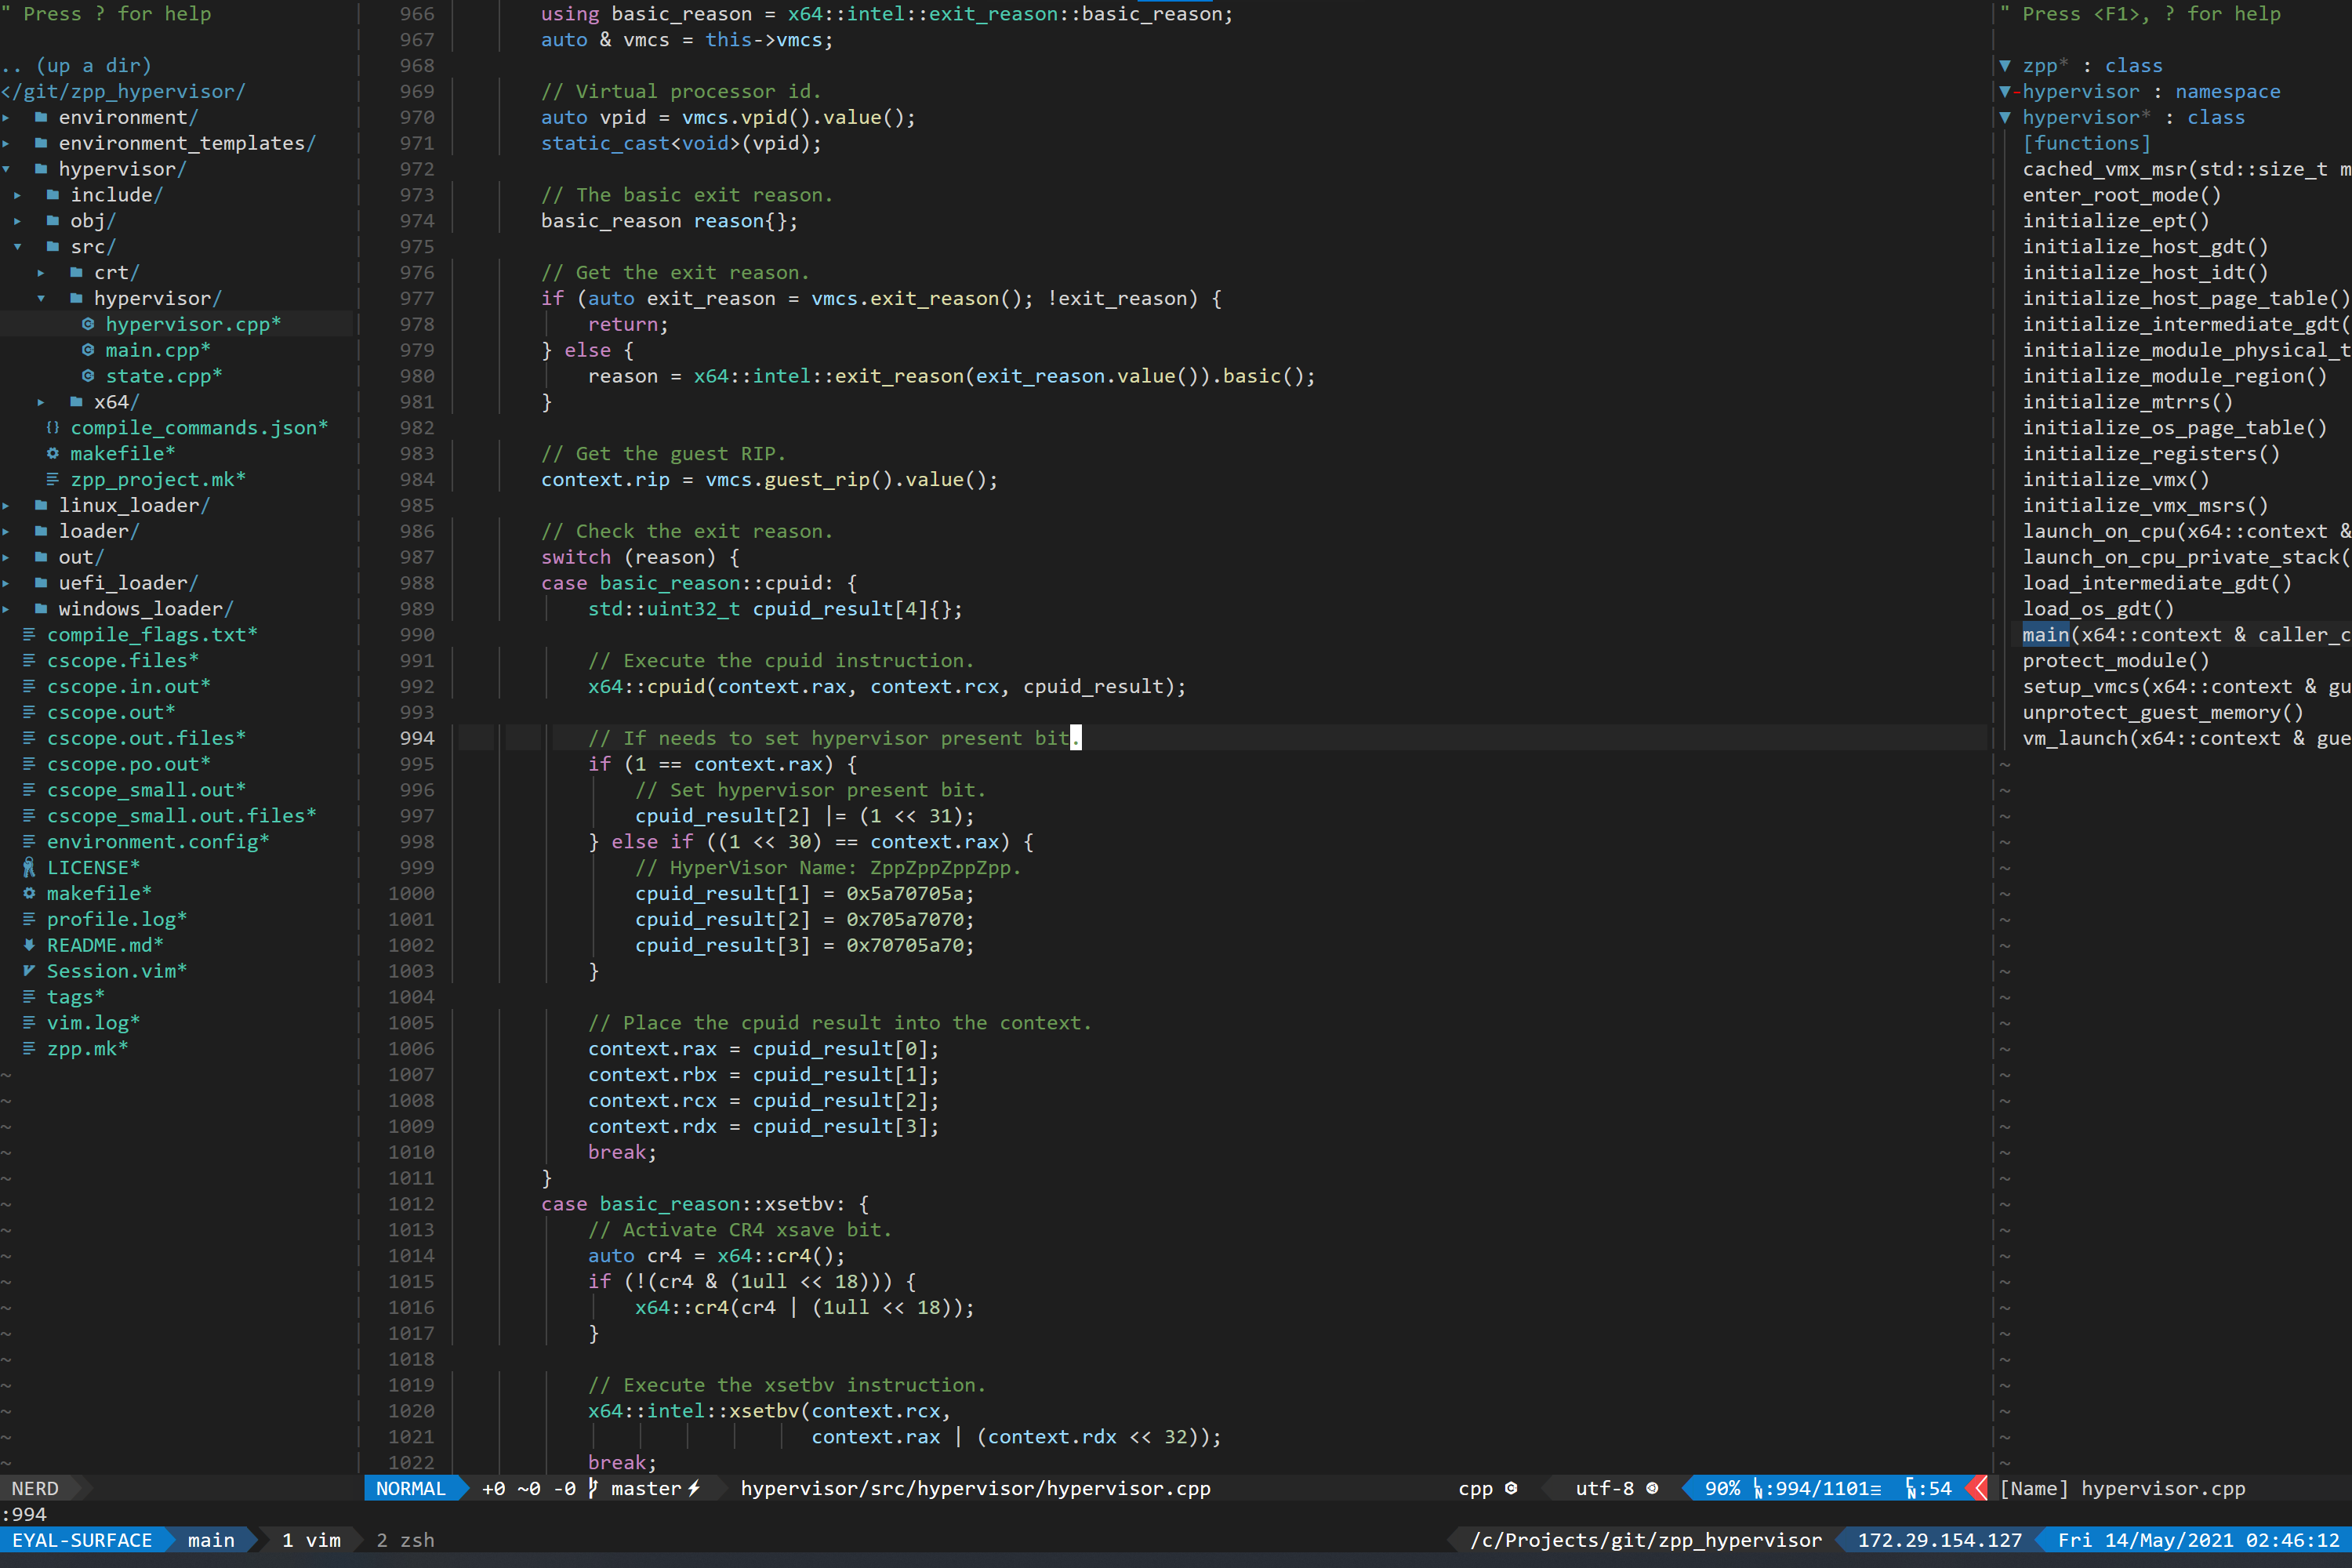 " Press ? for help
.. (up a dir)
</git/zpp_hypervisor/
▸ environment/
▸ environment_templates/
▾ hypervisor/
▸ include/
▸ obj/
▾ src/
▸ crt/
▾ hypervisor/
hypervisor.cpp*
main.cpp*
state.cpp*
▸ x64/
{} compile_commands.json*
makefile*
zpp_project.mk*
▸ linux_loader/
▸ loader/
▸ out/
▸ uefi_loader/
▸ windows_loader/
compile_flags.txt*
cscope.files*
cscope.in.out*
cscope.out*
cscope.out.files*
cscope.po.out*
cscope_small.out*
cscope_small.out.files*
environment.config*
LICENSE*
makefile*
profile.log*
README.md*
Session.vim*
tags*
vim.log*
zpp.mk*
966 using basic_reason = x64::intel::exit_reason::basic_reason;
967 auto & vmcs = this->vmcs;
968
969 // Virtual processor id.
970 auto vpid = vmcs.vpid().value();
971 static_cast<void>(vpid);
972
973 // The basic exit reason.
974 basic_reason reason{};
975
976 // Get the exit reason.
977 if (auto exit_reason = vmcs.exit_reason(); !exit_reason) {
978 return;
979 } else {
980 reason = x64::intel::exit_reason(exit_reason.value()).basic();
981 }
982
983 // Get the guest RIP.
984 context.rip = vmcs.guest_rip().value();
985
986 // Check the exit reason.
987 switch (reason) {
988 case basic_reason::cpuid: {
989 std::uint32_t cpuid_result[4]{};
990
991 // Execute the cpuid instruction.
992 x64::cpuid(context.rax, context.rcx, cpuid_result);
993
994 // If needs to set hypervisor present bit.
995 if (1 == context.rax) {
996 // Set hypervisor present bit.
997 cpuid_result[2] |= (1 << 31);
998 } else if ((1 << 30) == context.rax) {
999 // HyperVisor Name: ZppZppZppZpp.
1000 cpuid_result[1] = 0x5a70705a;
1001 cpuid_result[2] = 0x705a7070;
1002 cpuid_result[3] = 0x70705a70;
1003 }
1004
1005 // Place the cpuid result into the context.
1006 context.rax = cpuid_result[0];
1007 context.rbx = cpuid_result[1];
1008 context.rcx = cpuid_result[2];
1009 context.rdx = cpuid_result[3];
1010 break;
1011 }
1012 case basic_reason::xsetbv: {
1013 // Activate CR4 xsave bit.
1014 auto cr4 = x64::cr4();
1015 if (!(cr4 & (1ull << 18))) {
1016 x64::cr4(cr4 | (1ull << 18));
1017 }
1018
1019 // Execute the xsetbv instruction.
1020 x64::intel::xsetbv(context.rcx,
1021 context.rax | (context.rdx << 32));
1022 break;
" Press <F1>, ? for help
▼ zpp* : class
▼-hypervisor : namespace
▼ hypervisor* : class
[functions]
cached_vmx_msr(std::size_t m
enter_root_mode()
initialize_ept()
initialize_host_gdt()
initialize_host_idt()
initialize_host_page_table()
initialize_intermediate_gdt(
initialize_module_physical_t
initialize_module_region()
initialize_mtrrs()
initialize_os_page_table()
initialize_registers()
initialize_vmx()
initialize_vmx_msrs()
launch_on_cpu(x64::context &
launch_on_cpu_private_stack(
load_intermediate_gdt()
load_os_gdt()
main(x64::context & caller_c
protect_module()
setup_vmcs(x64::context & gu
unprotect_guest_memory()
vm_launch(x64::context & gue
NERD NORMAL +0 ~0 -0 master⚡ hypervisor/src/hypervisor/hypervisor.cpp cpp utf-8 90% LN:994/1101≡ :54 [Name] hypervisor.cpp
:994
EYAL-SURFACE main 1 vim 2 zsh /c/Projects/git/zpp_hypervisor 172.29.154.127 Fri 14/May/2021 02:46:12